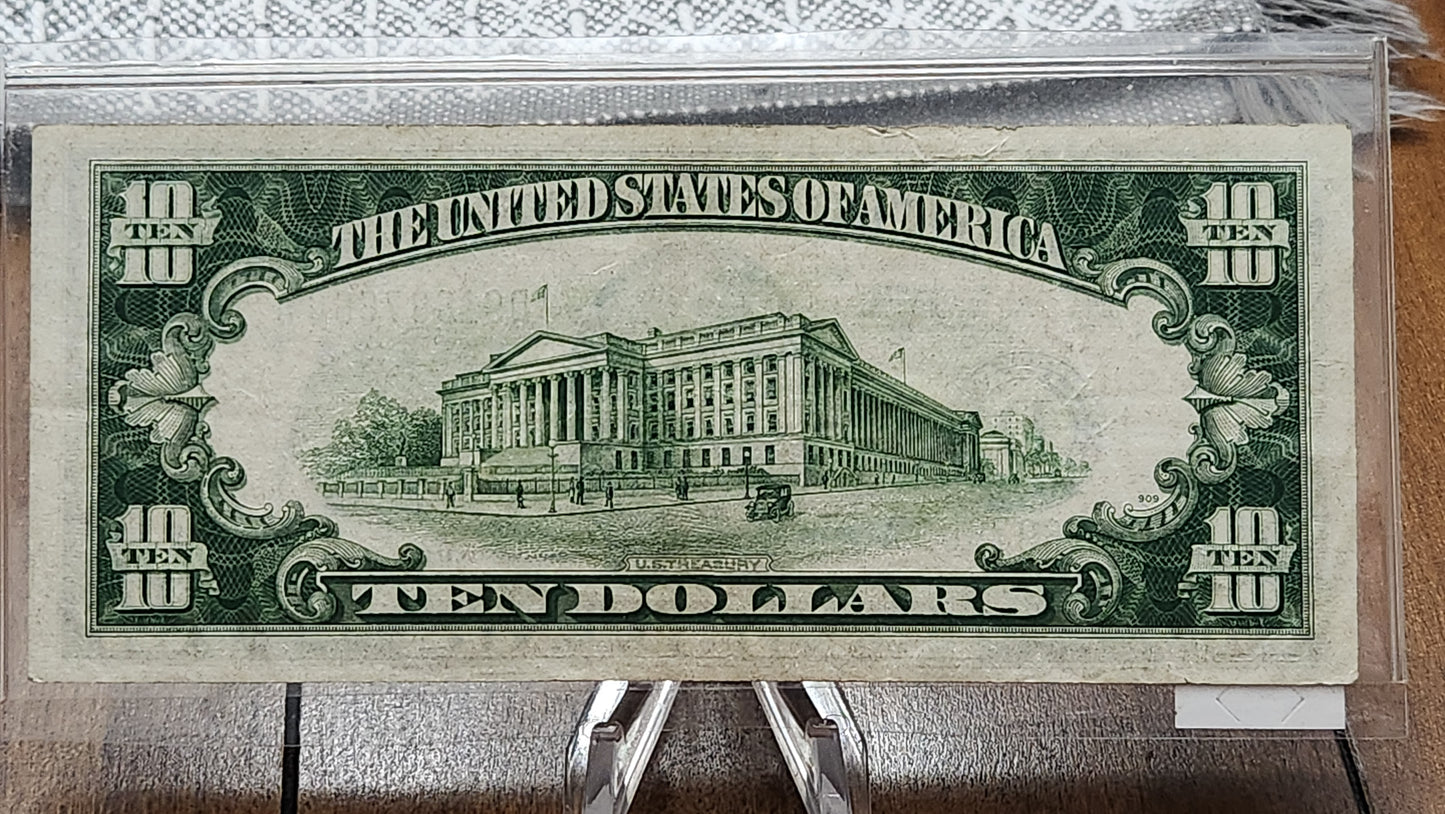 THE UNITED STATES OF AMERICA
10 TEN 10
10 TEN 10
909
10 TEN 10
10 TEN 10
U.S. TREASURY
TEN DOLLARS